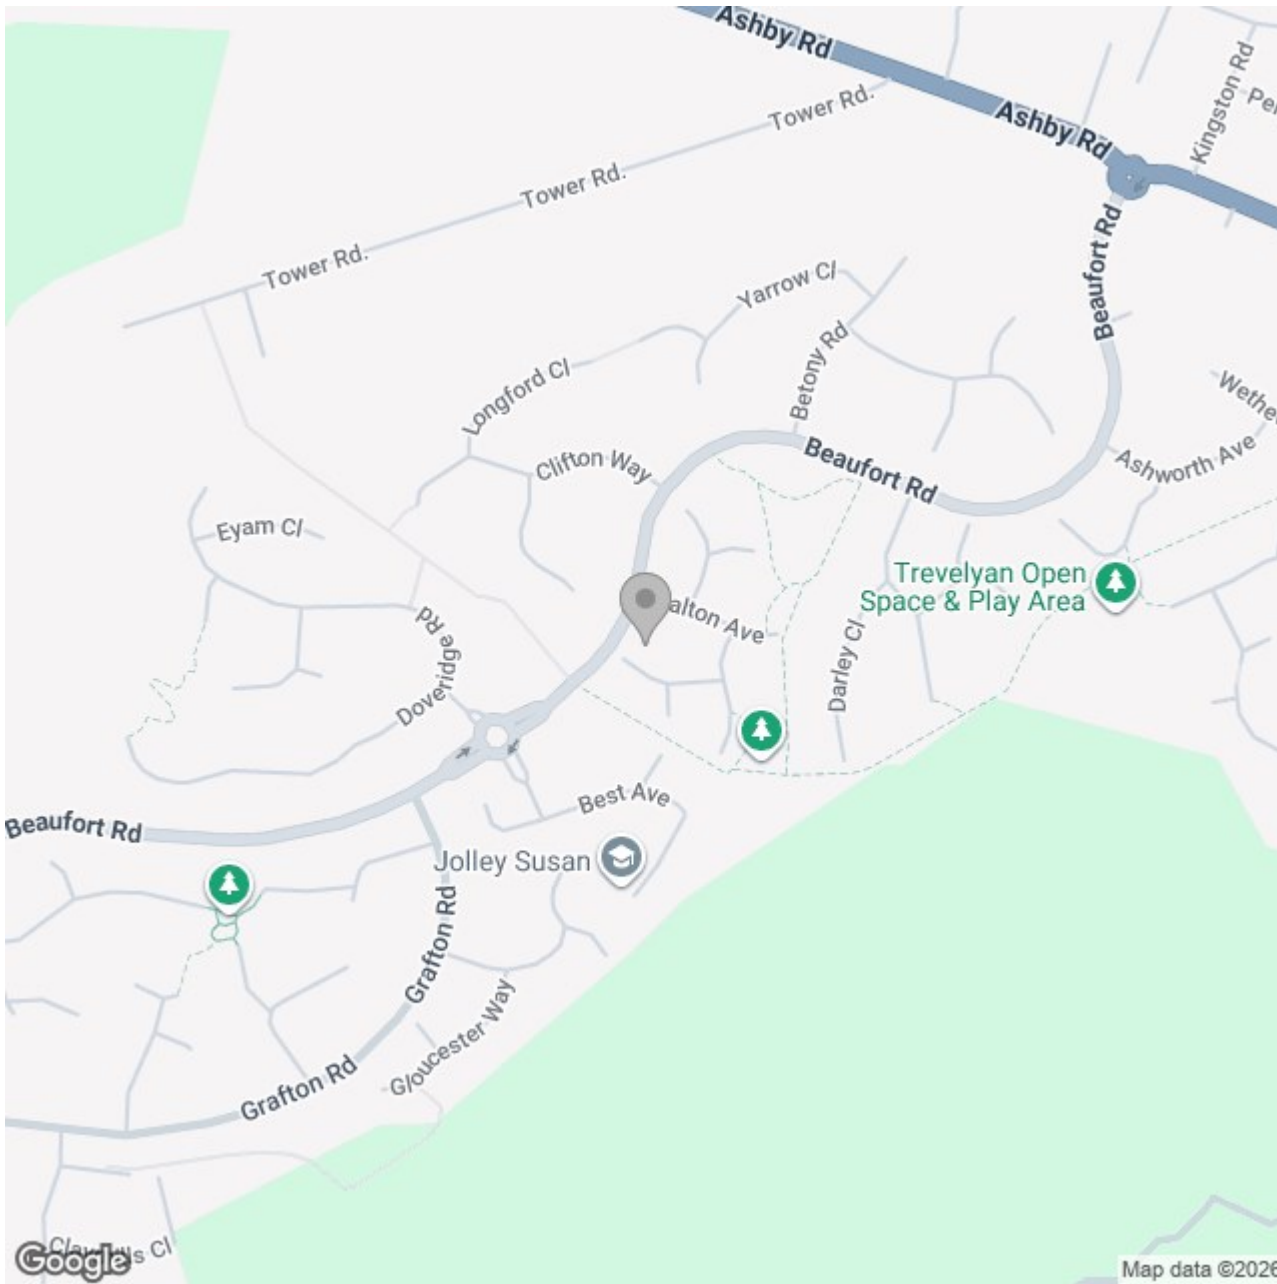 Ashby Rd
Ashby Rd
Kingston Rd
Tower Rd.
Tower Rd.
Tower Rd.
Beaufort Rd
Yarrow Cl
Betony Rd
Longford Cl
Clifton Way
Beaufort Rd
Ashworth Ave
Eyam Cl
Trevelyan Open
Space & Play Area
alton Ave
Doveridge Rd
Darley Cl
Best Ave
Beaufort Rd
Jolley Susan
Grafton Rd
Gloucester Way
Grafton Rd
Google
Map data ©2026